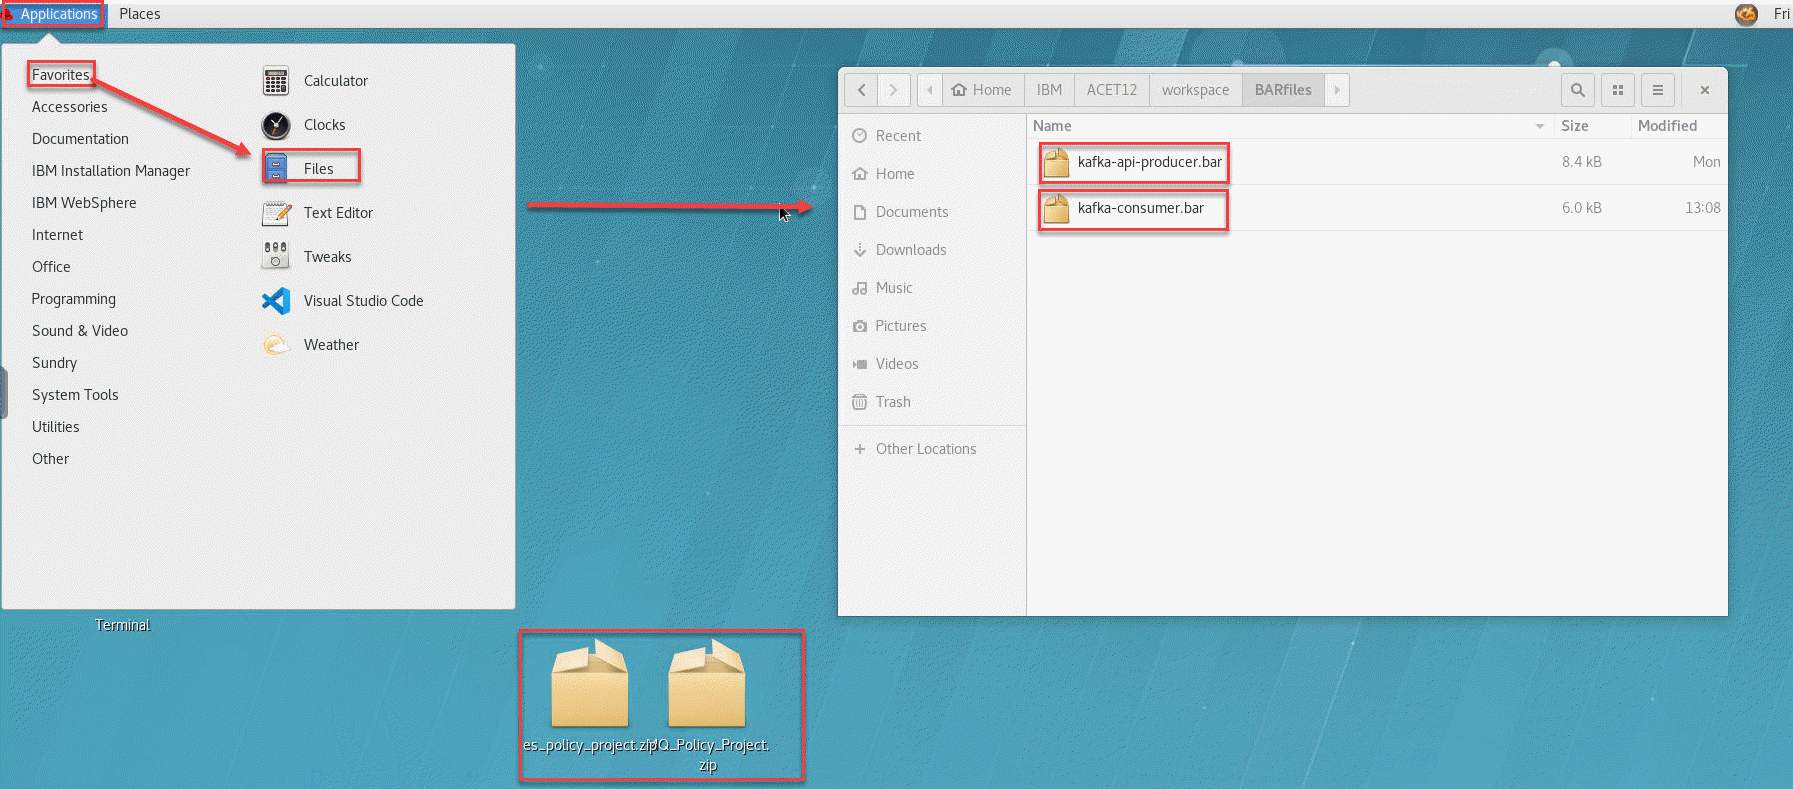 Applications Places Fri
Favorites
Accessories
Documentation
IBM Installation Manager
IBM WebSphere
Internet
Office
Programming
Sound & Video
Sundry
System Tools
Utilities
Other
Calculator
Clocks
Files
Text Editor
Tweaks
Visual Studio Code
Weather
Terminal
Home IBM ACET12 workspace BARfiles
Recent
Home
Documents
Downloads
Music
Pictures
Videos
Trash
Other Locations
Name Size Modified
kafka-api-producer.bar 8.4 kB Mon
kafka-consumer.bar 6.0 kB 13:08
es_policy_project.zip
MQ_Policy_Project.
zip